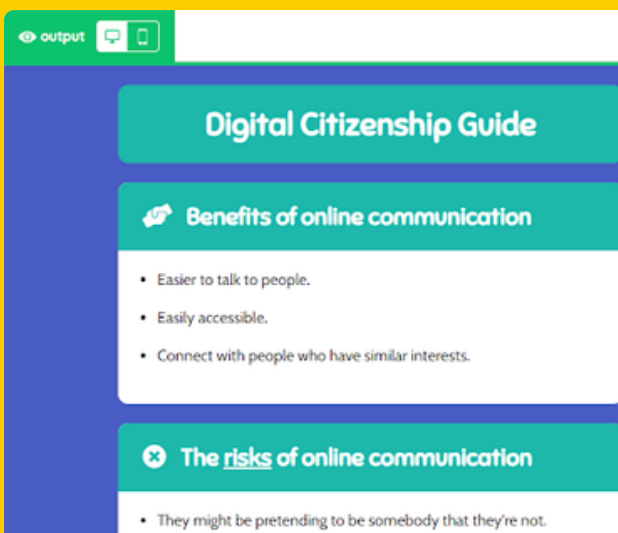 output
Digital Citizenship Guide
Benefits of online communication
• Easier to talk to people.
• Easily accessible.
• Connect with people who have similar interests.
The risks of online communication
• They might be pretending to be somebody that they're not.